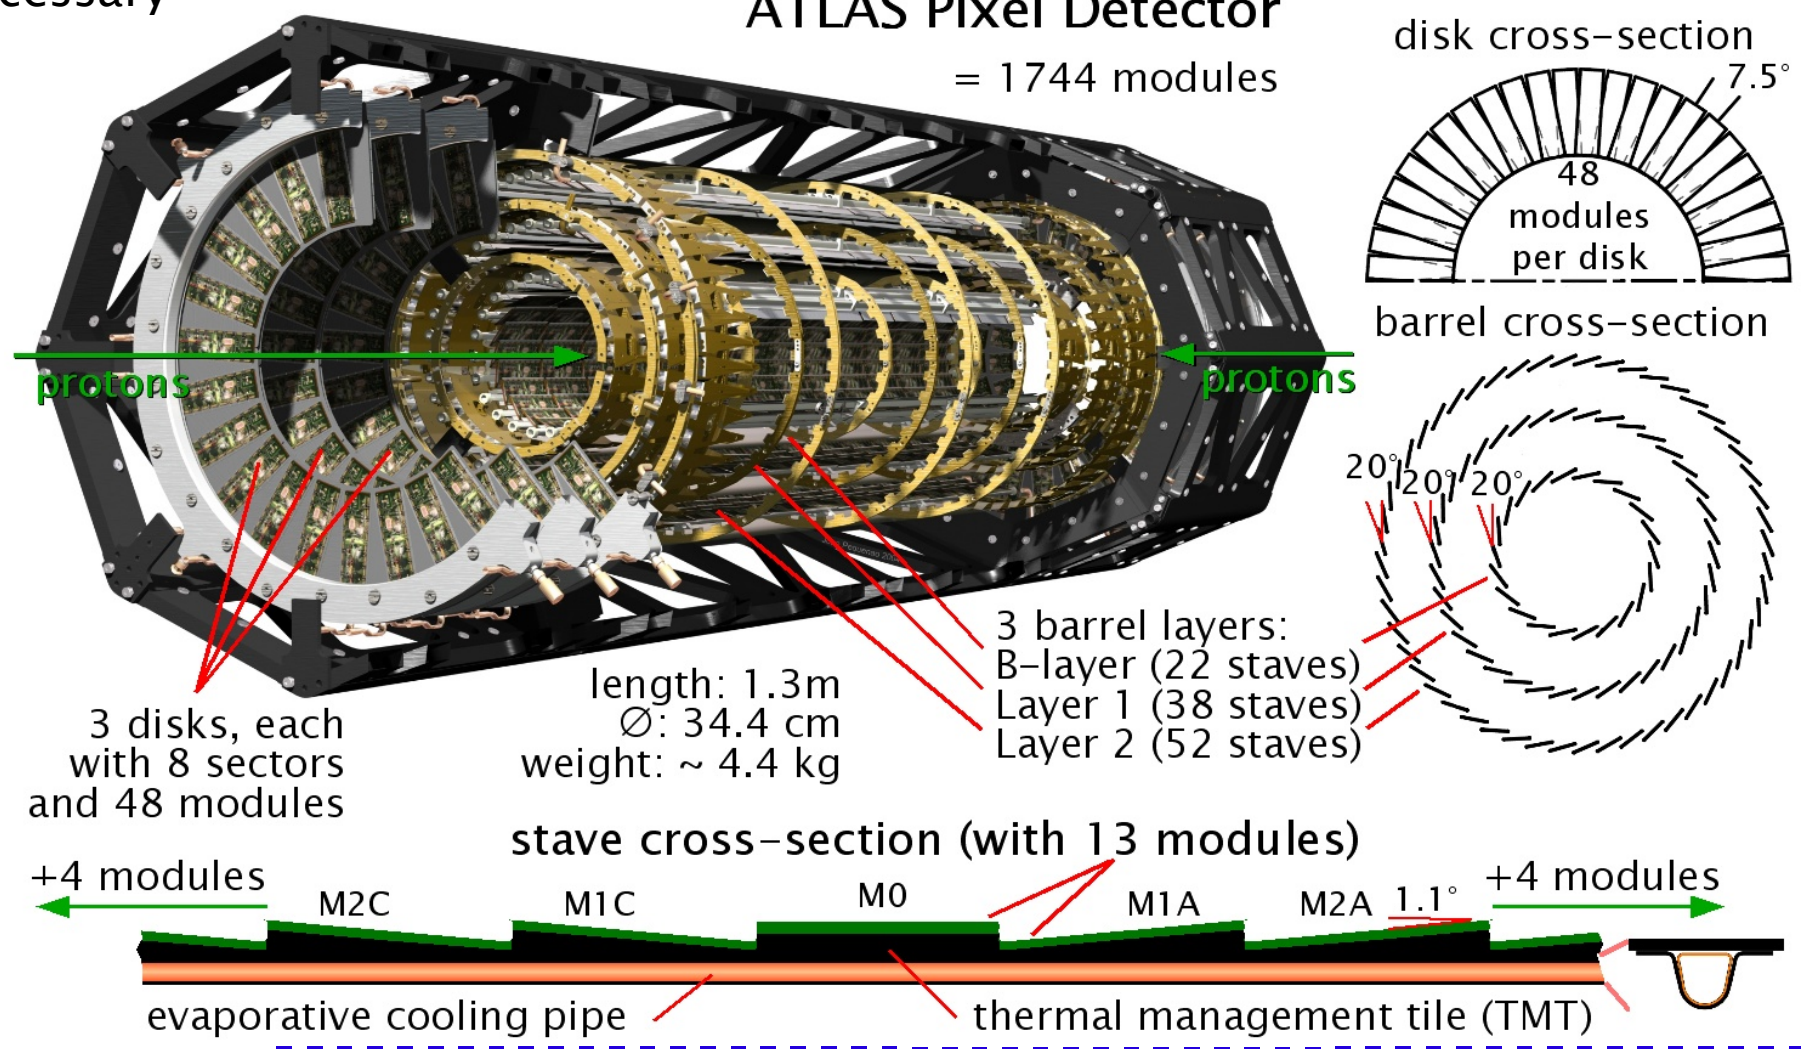 ATLAS Pixel Detector
= 1744 modules
disk cross-section
7.5°
48
modules
per disk
barrel cross-section
protons
protons
20°
20°
20°
3 barrel layers:
B-layer (22 staves)
Layer 1 (38 staves)
Layer 2 (52 staves)
length: 1.3m
∅: 34.4 cm
weight: ~ 4.4 kg
3 disks, each
with 8 sectors
and 48 modules
stave cross-section (with 13 modules)
+4 modules
M2C
M1C
M0
M1A
M2A
1.1°
+4 modules
evaporative cooling pipe
thermal management tile (TMT)